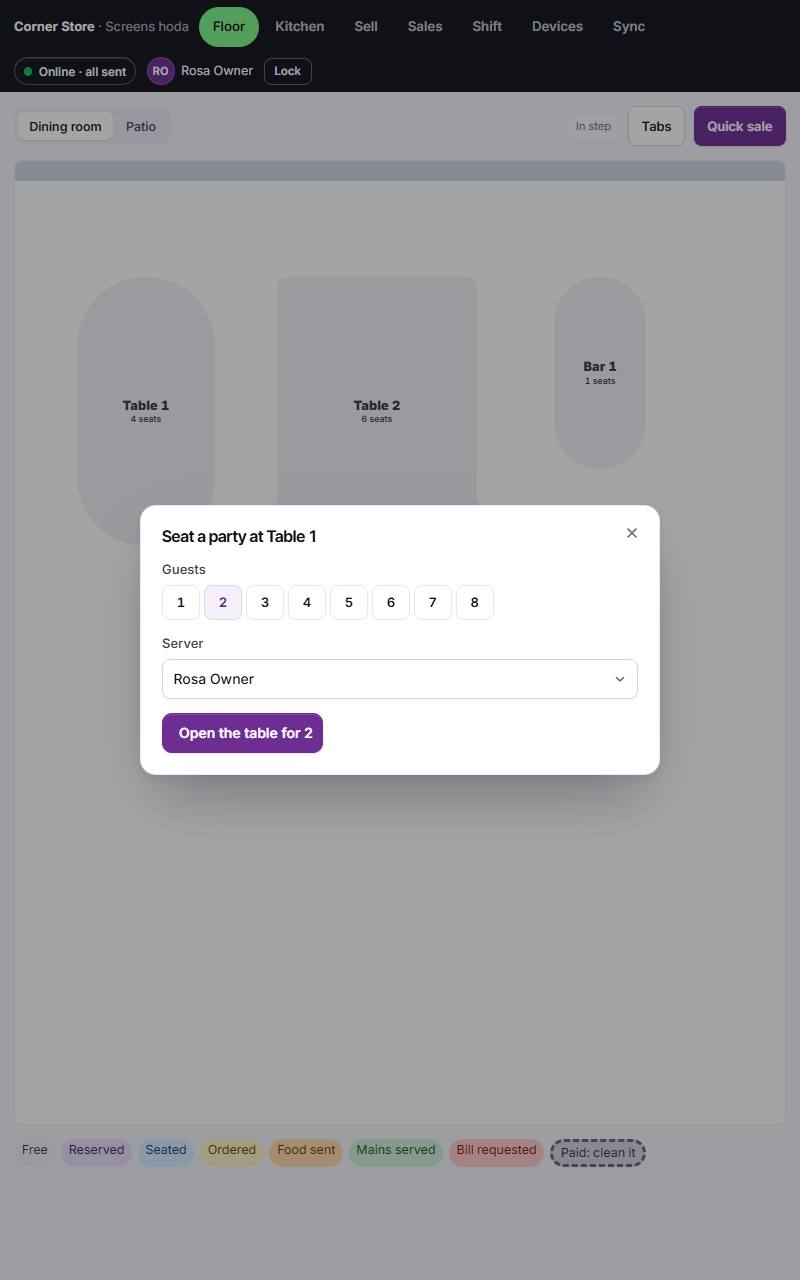 Corner Store · Screens hoda
Floor
Kitchen
Sell
Sales
Shift
Devices
Sync
Online · all sent
RO
Rosa Owner
Lock
Dining room
Patio
In step
Tabs
Quick sale
Table 1
4 seats
Table 2
6 seats
Bar 1
1 seats
Seat a party at Table 1
Guests
1
2
3
4
5
6
7
8
Server
Rosa Owner
Open the table for 2
Free
Reserved
Seated
Ordered
Food sent
Mains served
Bill requested
Paid: clean it